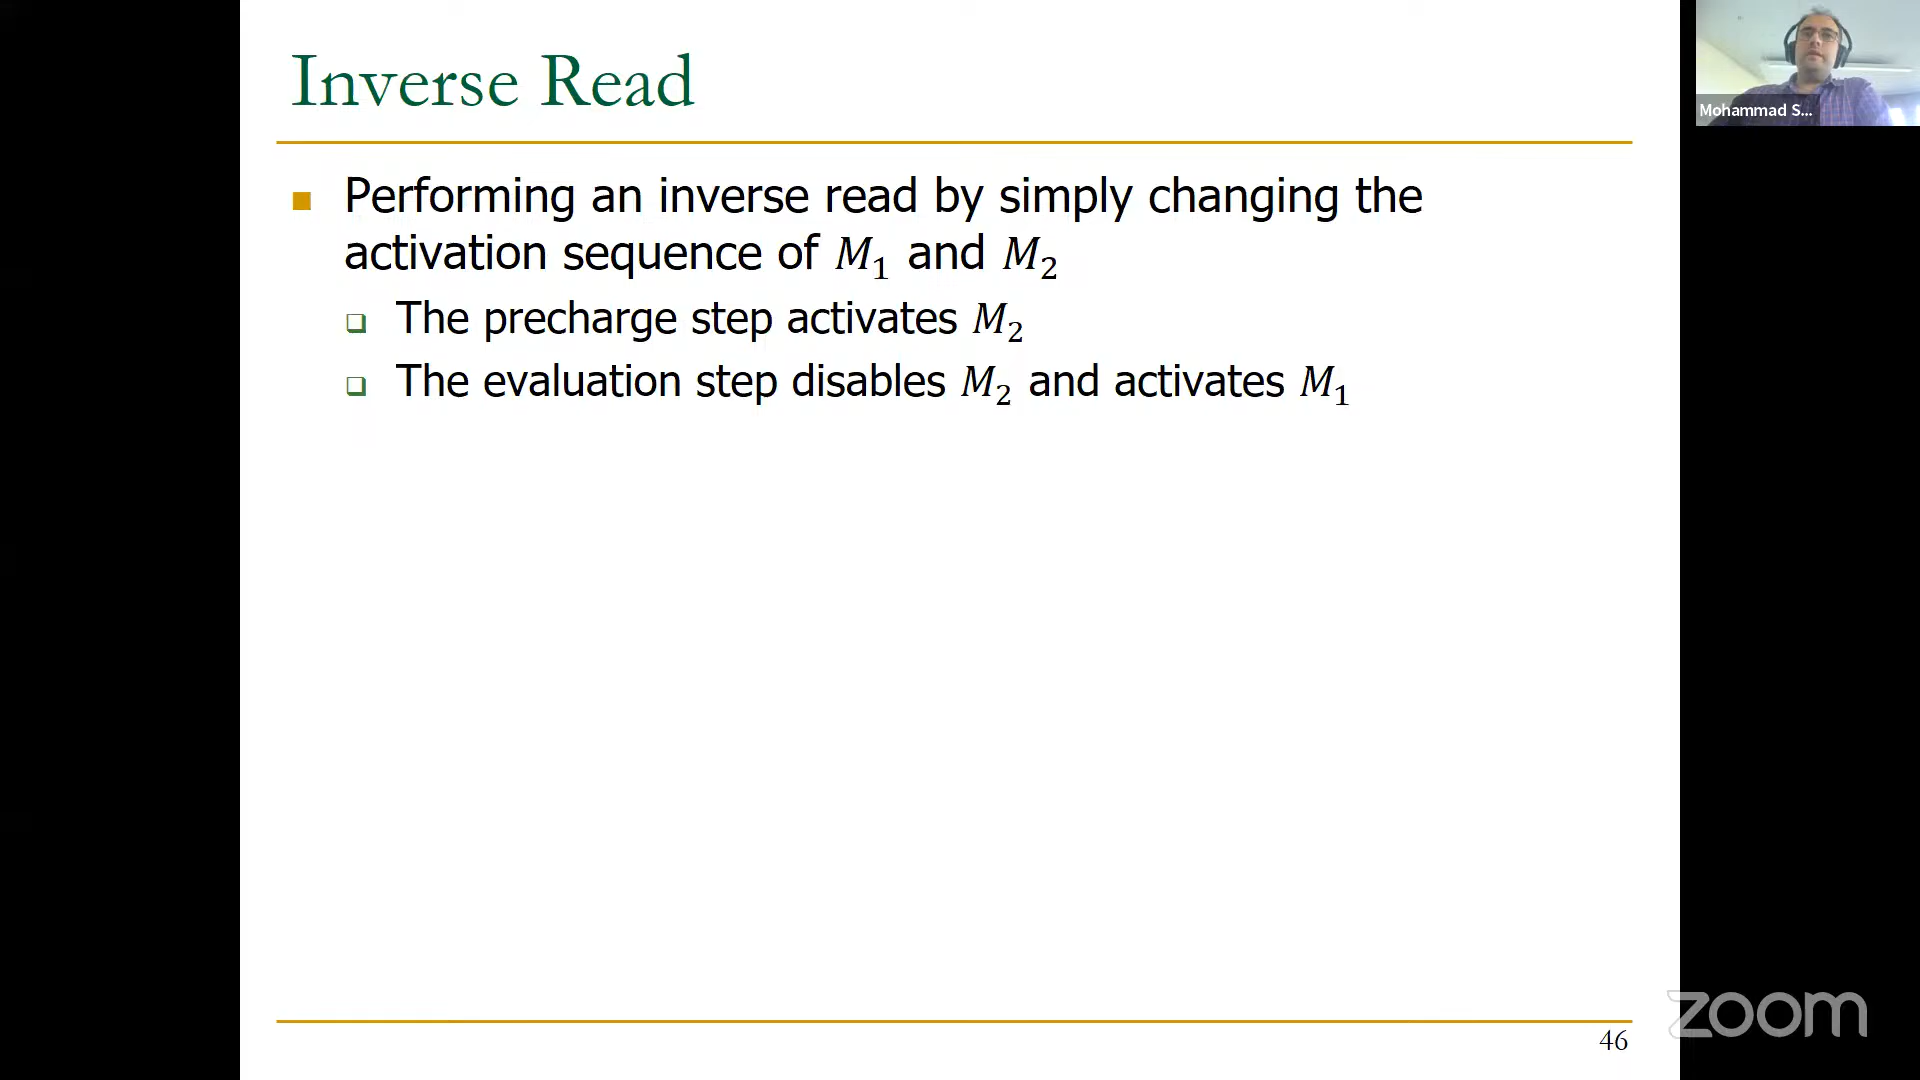 Inverse Read
Mohammad S...
■ Performing an inverse read by simply changing the
activation sequence of M₁ and M₂
❑ The precharge step activates M₂
❑ The evaluation step disables M₂ and activates M₁
46
zoom